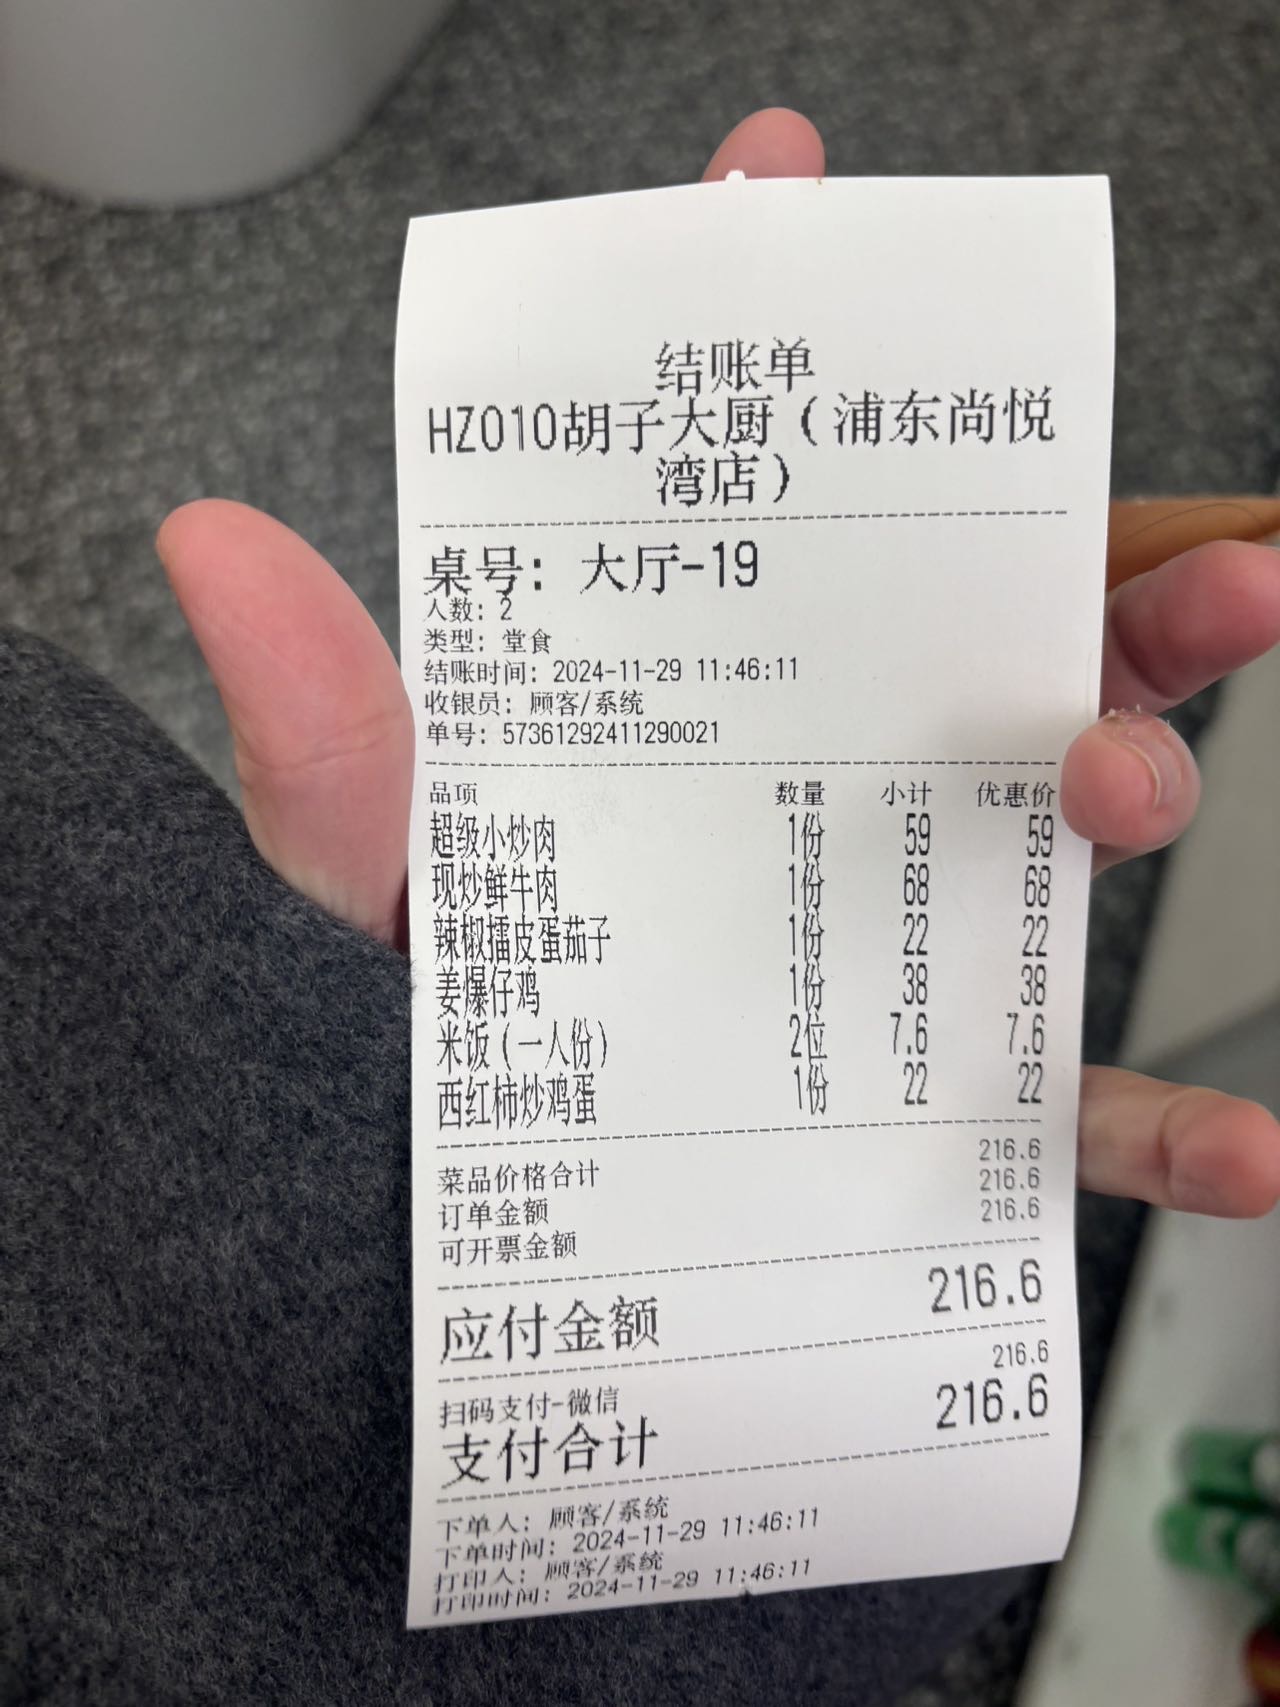 结账单
HZ010胡子大厨（浦东尚悦
湾店）
桌号：大厅-19
人数：2
类型：堂食
结账时间：2024-11-29 11:46:11
收银员：顾客/系统
单号：57361292411290021
品项 数量 小计 优惠价
超级小炒肉 1份 59 59
现炒鲜牛肉 1份 68 68
辣椒擂皮蛋茄子 1份 22 22
姜爆仔鸡 1份 38 38
米饭（一人份） 2位 7.6 7.6
西红柿炒鸡蛋 1份 22 22
菜品价格合计 216.6
订单金额 216.6
可开票金额 216.6
应付金额 216.6
扫码支付-微信 216.6
支付合计 216.6
下单人：顾客/系统
下单时间：2024-11-29 11:46:11
打印人：顾客/系统
打印时间：2024-11-29 11:46:11